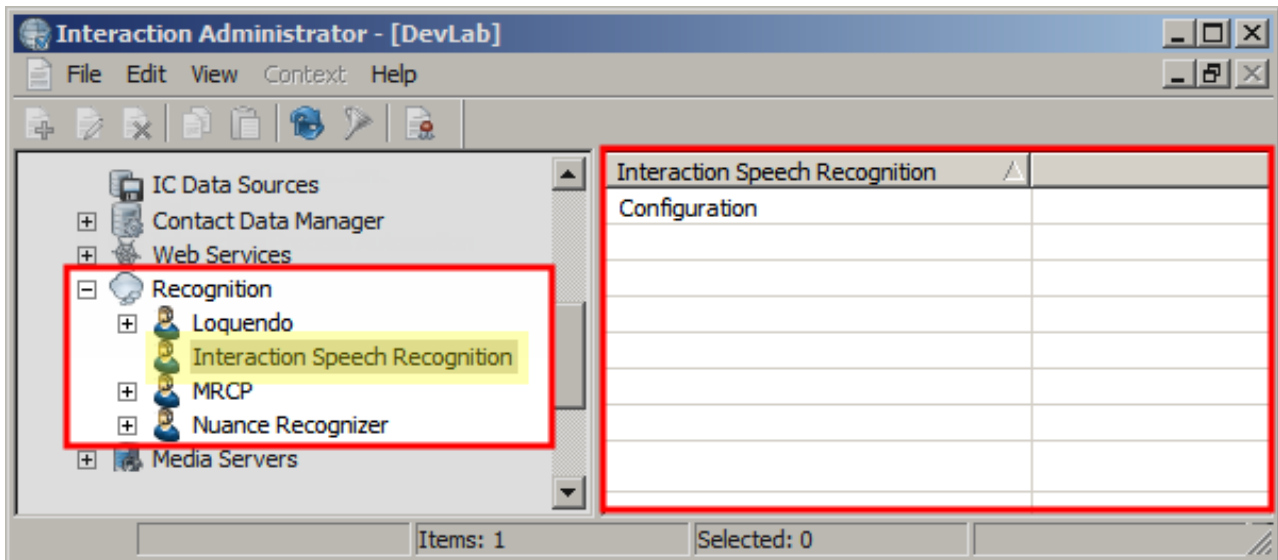 Interaction Administrator - [DevLab]
File Edit View Context Help
IC Data Sources
Contact Data Manager
Web Services
Recognition
Loquendo
Interaction Speech Recognition
MRCP
Nuance Recognizer
Media Servers
Interaction Speech Recognition
Configuration
Items: 1 Selected: 0